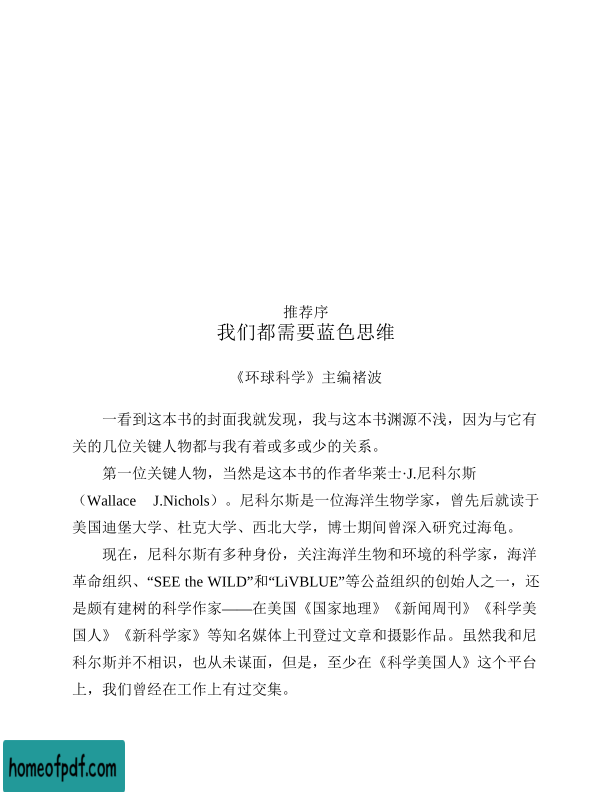 推荐序
我们都需要蓝色思维
《环球科学》主编褚波
一看到这本书的封面我就发现，我与这本书渊源不浅，因为与它有
关的几位关键人物都与我有着或多或少的关系。
第一位关键人物，当然是这本书的作者华莱士·J.尼科尔斯
（Wallace J.Nichols）。尼科尔斯是一位海洋生物学家，曾先后就读于
美国迪堡大学、杜克大学、西北大学，博士期间曾深入研究过海龟。
现在，尼科尔斯有多种身份，关注海洋生物和环境的科学家，海洋
革命组织、“SEE the WILD”和“LiVBLUE”等公益组织的创始人之一，还
是颇有建树的科学作家——在美国《国家地理》《新闻周刊》《科学美
国人》《新科学家》等知名媒体上刊登过文章和摄影作品。虽然我和尼
科尔斯并不相识，也从未谋面，但是，至少在《科学美国人》这个平台
上，我们曾经在工作上有过交集。
homeofpdf.com